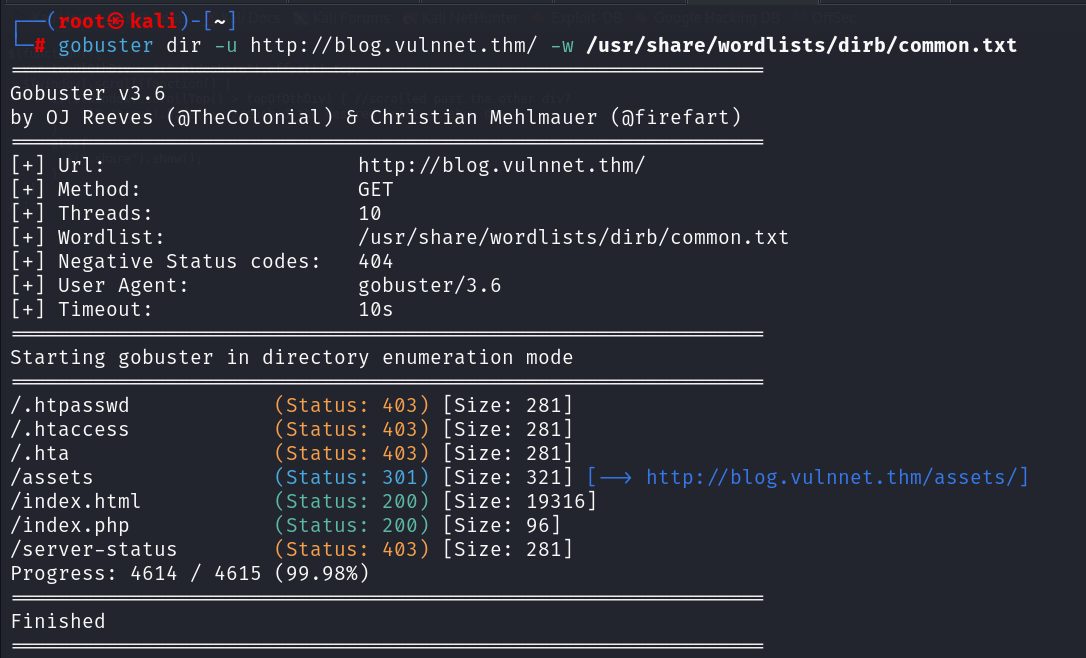 ┌──(root㉿kali)-[~]
└─# gobuster dir -u http://blog.vulnnet.thm/ -w /usr/share/wordlists/dirb/common.txt
===============================================================
Gobuster v3.6
by OJ Reeves (@TheColonial) & Christian Mehlmauer (@firefart)
===============================================================
[+] Url:                     http://blog.vulnnet.thm/
[+] Method:                  GET
[+] Threads:                 10
[+] Wordlist:                /usr/share/wordlists/dirb/common.txt
[+] Negative Status codes:   404
[+] User Agent:              gobuster/3.6
[+] Timeout:                 10s
===============================================================
Starting gobuster in directory enumeration mode
===============================================================
/.htpasswd            (Status: 403) [Size: 281]
/.htaccess            (Status: 403) [Size: 281]
/.hta                 (Status: 403) [Size: 281]
/assets               (Status: 301) [Size: 321] [--> http://blog.vulnnet.thm/assets/]
/index.html           (Status: 200) [Size: 19316]
/index.php            (Status: 200) [Size: 96]
/server-status        (Status: 403) [Size: 281]
Progress: 4614 / 4615 (99.98%)
===============================================================
Finished
===============================================================